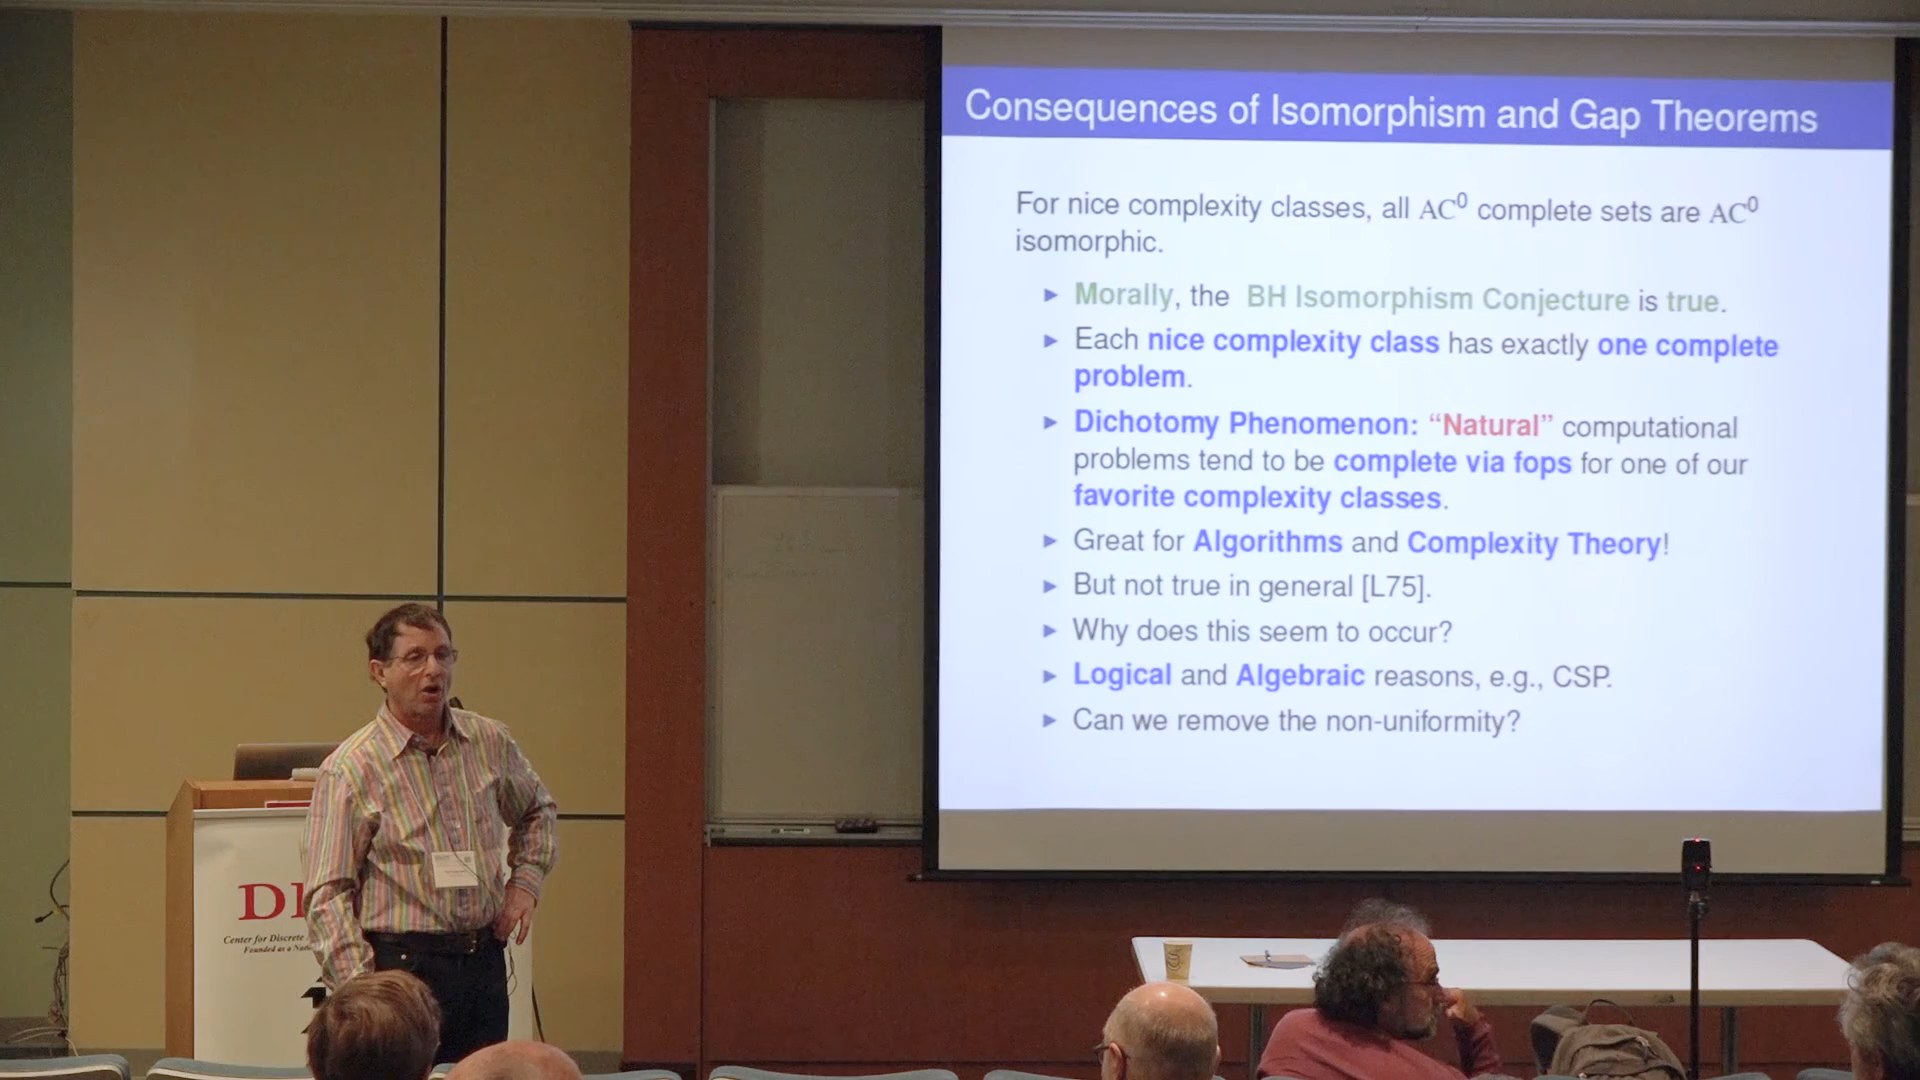 Consequences of Isomorphism and Gap Theorems
For nice complexity classes, all AC⁰ complete sets are AC⁰
isomorphic.
► Morally, the BH Isomorphism Conjecture is true.
► Each nice complexity class has exactly one complete
problem.
► Dichotomy Phenomenon: “Natural” computational
problems tend to be complete via fops for one of our
favorite complexity classes.
► Great for Algorithms and Complexity Theory!
► But not true in general [L75].
► Why does this seem to occur?
► Logical and Algebraic reasons, e.g., CSP.
► Can we remove the non-uniformity?
DI
Center for Discrete
Founded as a